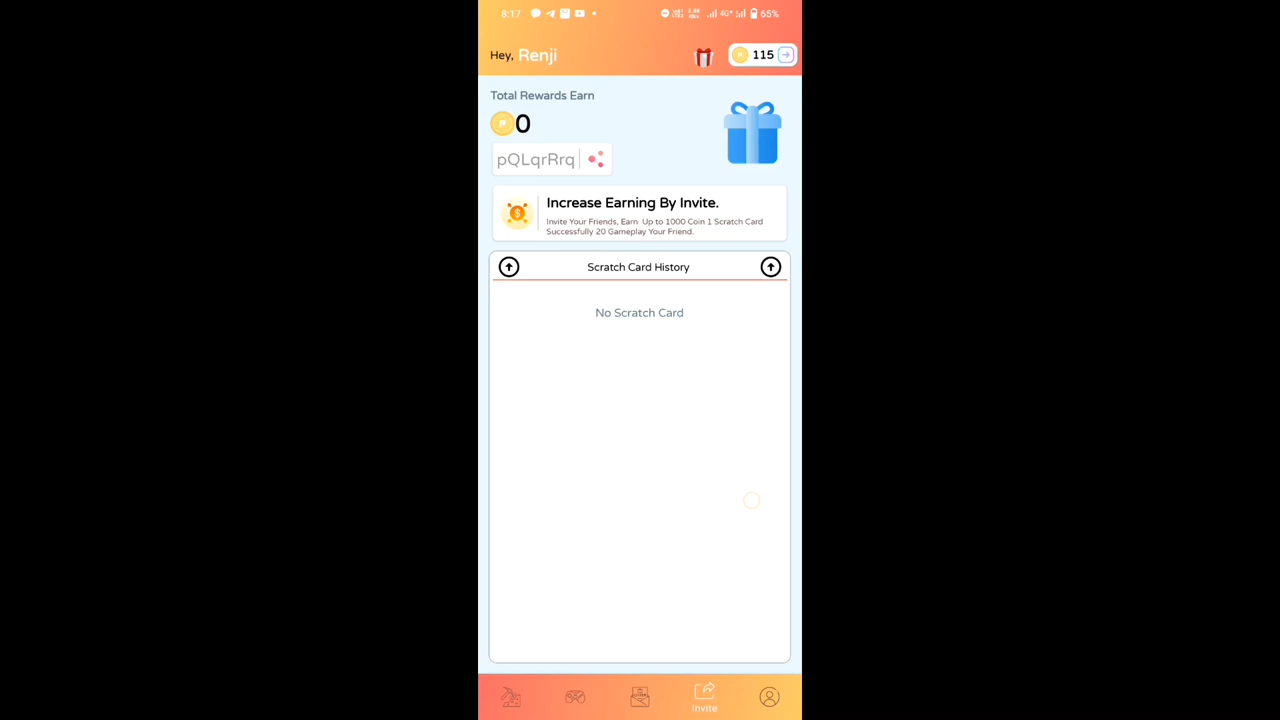 8:17 4G+ 65%
Hey, Renji
115
Total Rewards Earn
P 0
pQLqrRrq
Increase Earning By Invite.
Invite Your Friends, Earn Up to 1000 Coin 1 Scratch Card
Successfully 20 Gameplay Your Friend.
Scratch Card History
No Scratch Card
Invite